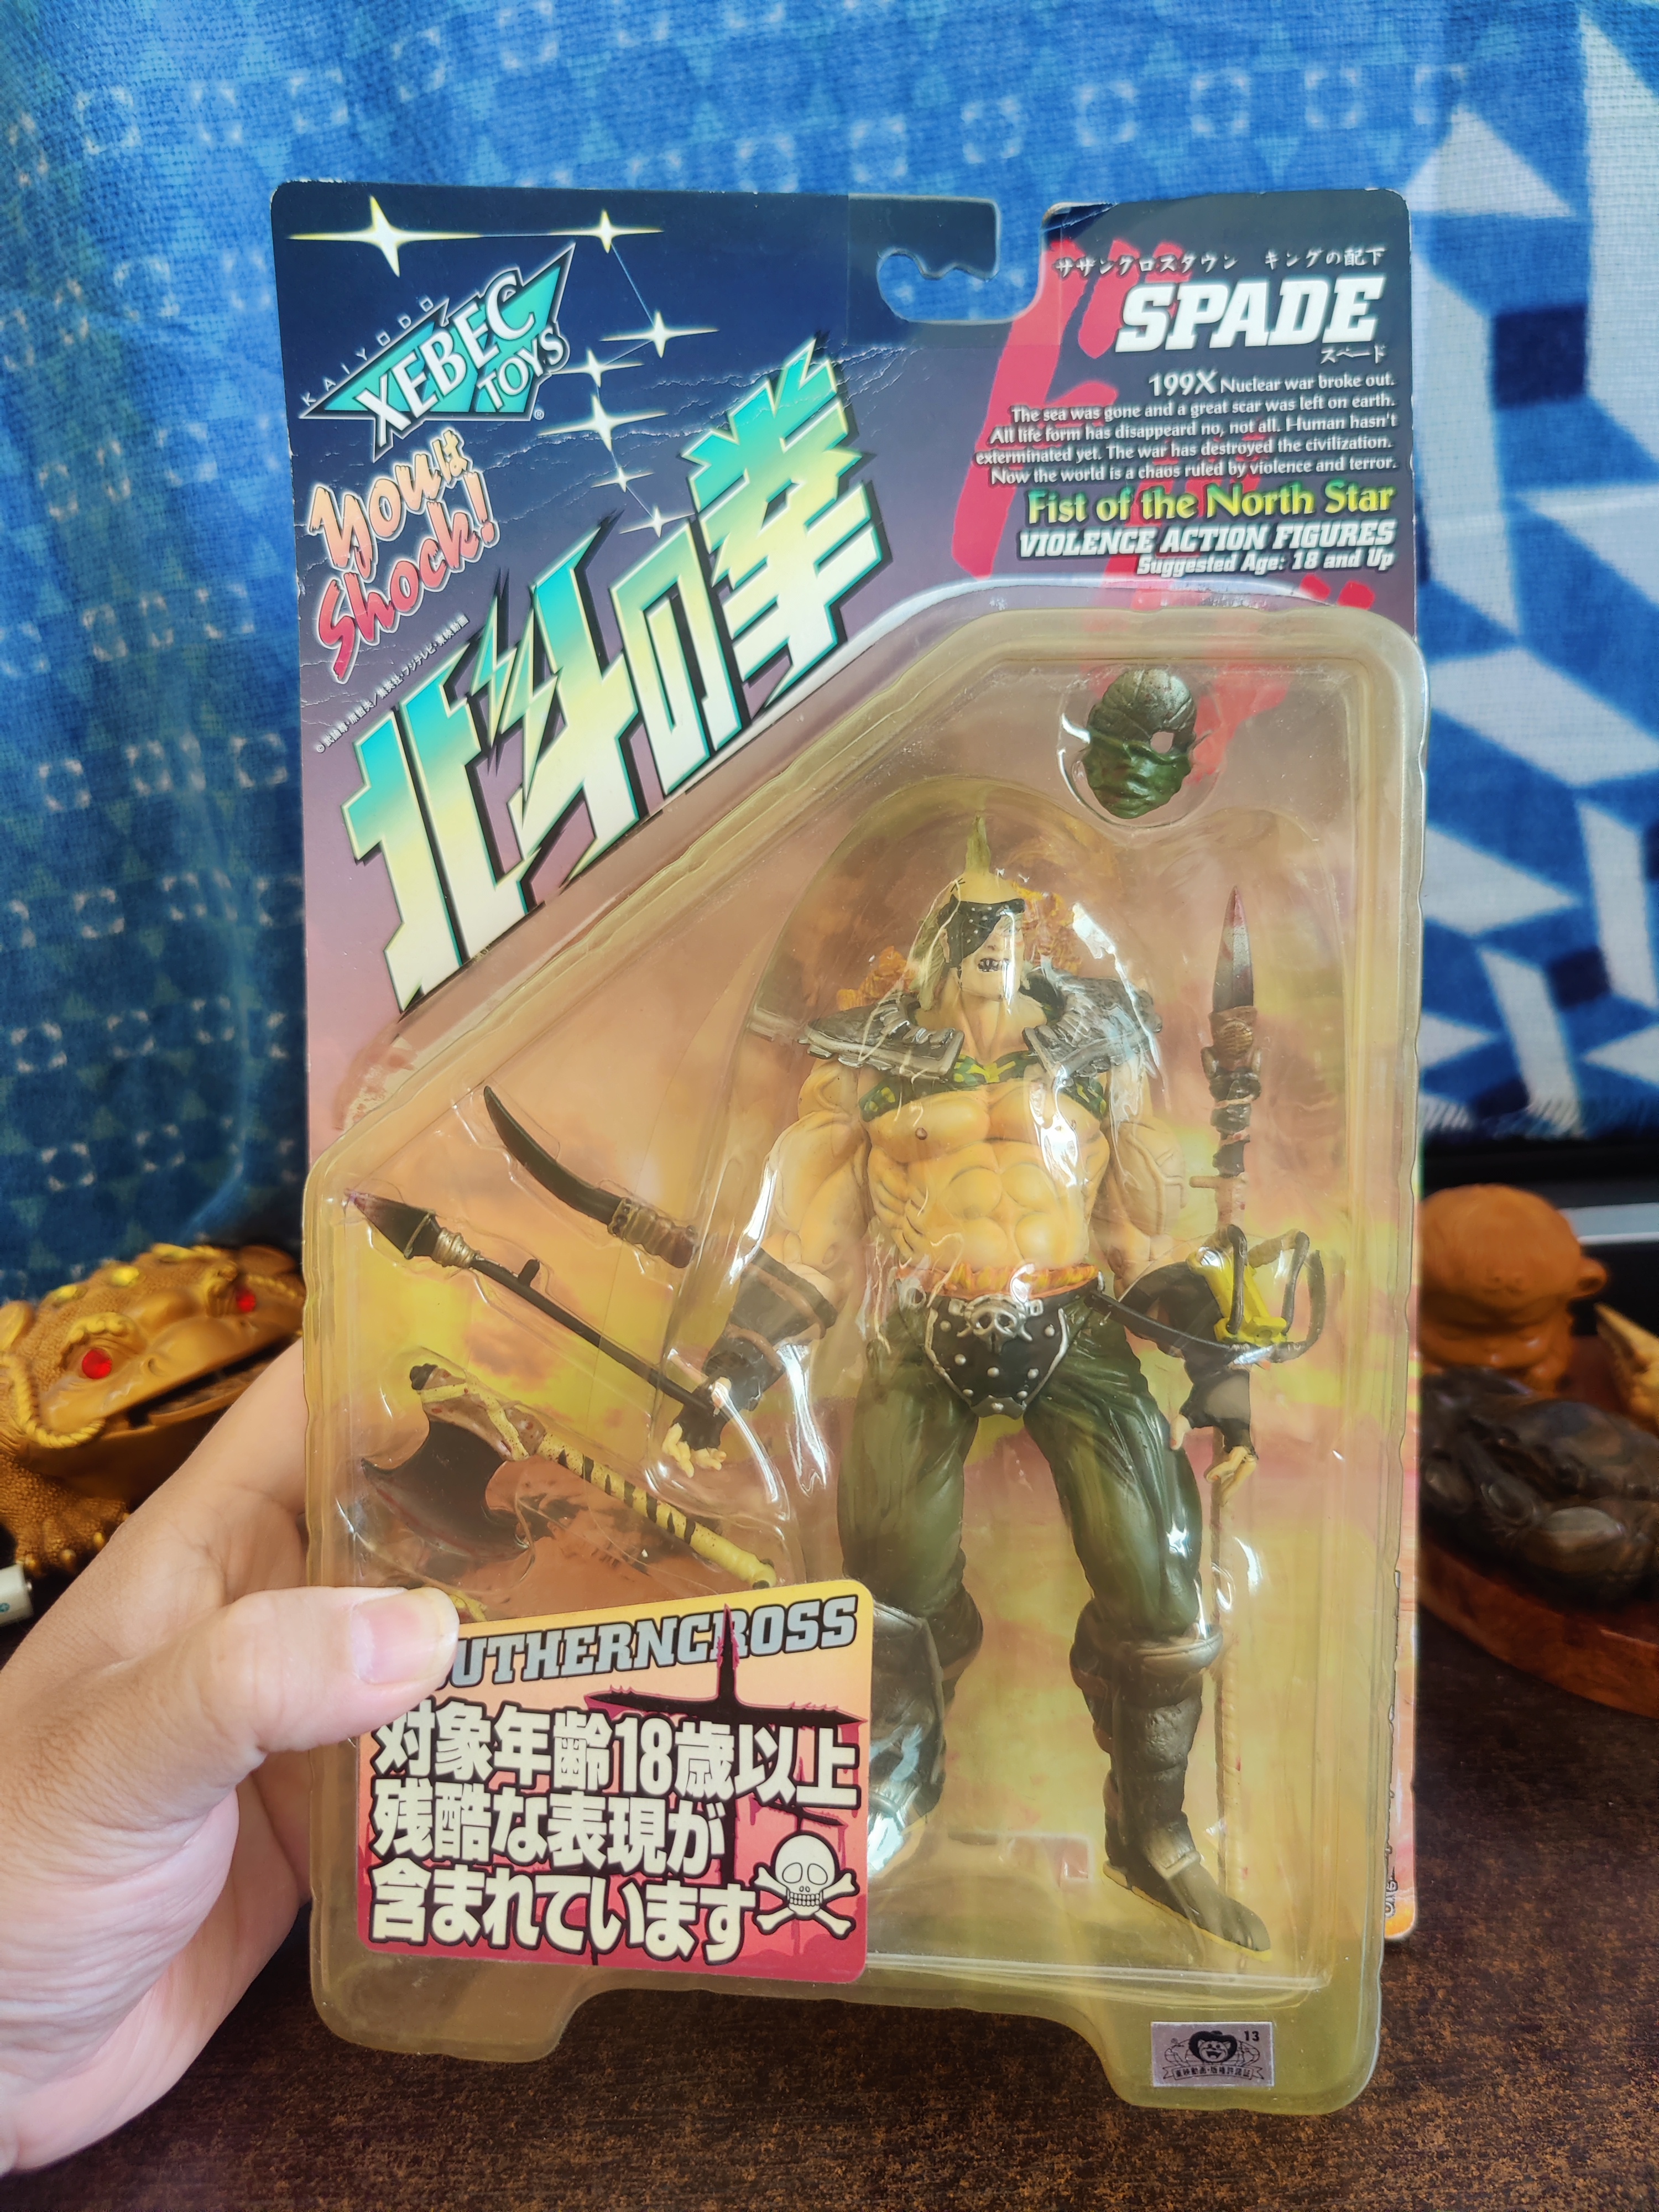 KAIYODO
XEBEC
TOYS
®
youは
Shock!
北斗の拳
ササンクロスタウン キングの配下
SPADE
スペード
199X Nuclear war broke out.
The sea was gone and a great scar was left on earth.
All life form has disappeard no, not all. Human hasn't
exterminated yet. The war has destroyed the civilization.
Now the world is a chaos ruled by violence and terror.
Fist of the North Star
VIOLENCE ACTION FIGURES
Suggested Age: 18 and Up
UTHERNCROSS
対象年齢18歳以上
残酷な表現が
含まれています
13